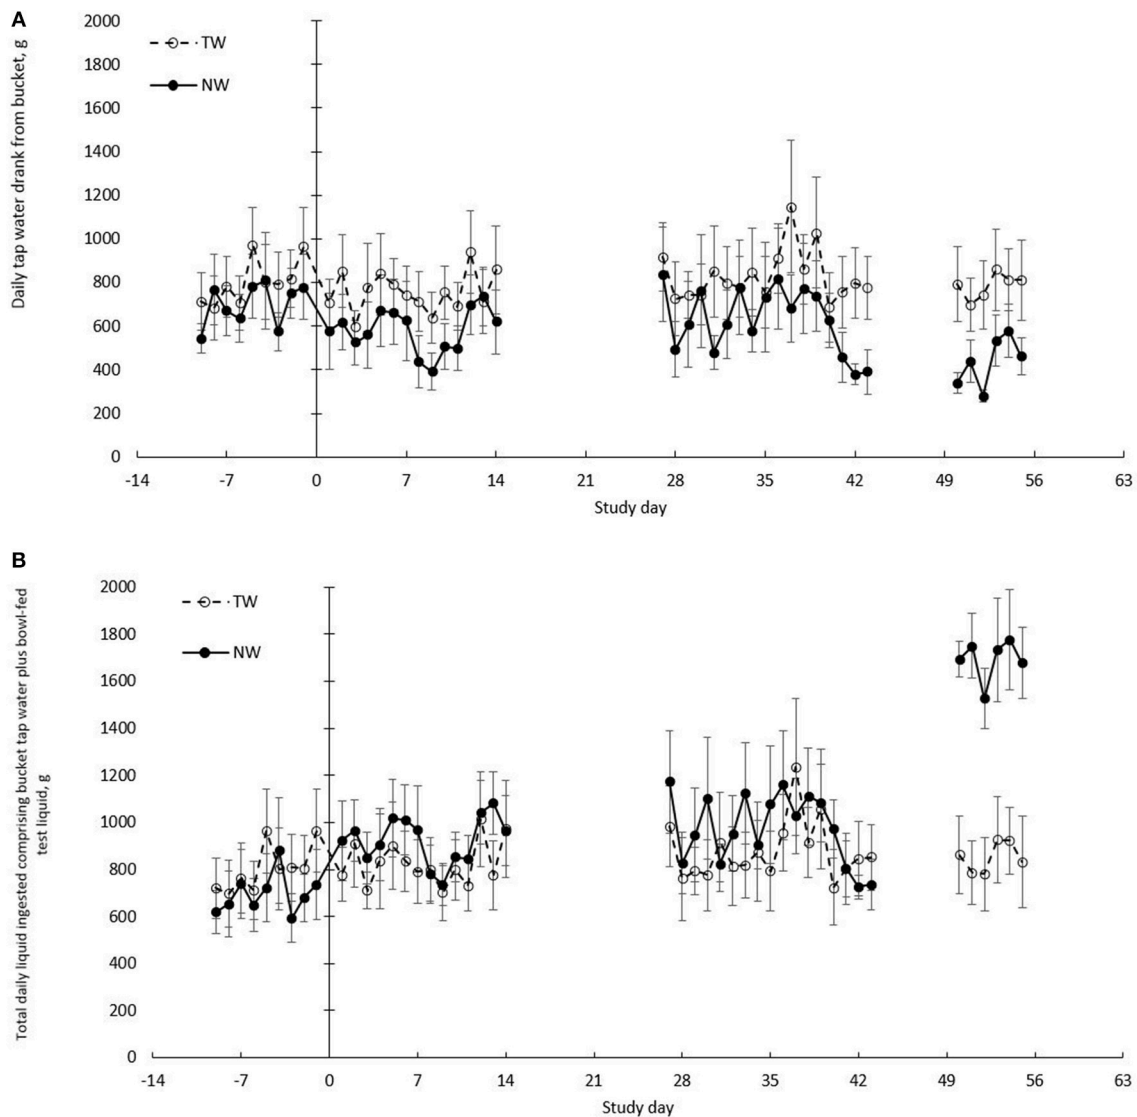 A
Daily tap water drank from bucket, g
2000
1800
1600
1400
1200
1000
800
600
400
200
0
TW
NW
-14 -7 0 7 14 21 28 35 42 49 56 63
Study day
B
Total daily liquid ingested comprising bucket tap water plus bowl-fed
test liquid, g
2000
1800
1600
1400
1200
1000
800
600
400
200
0
TW
NW
-14 -7 0 7 14 21 28 35 42 49 56 63
Study day